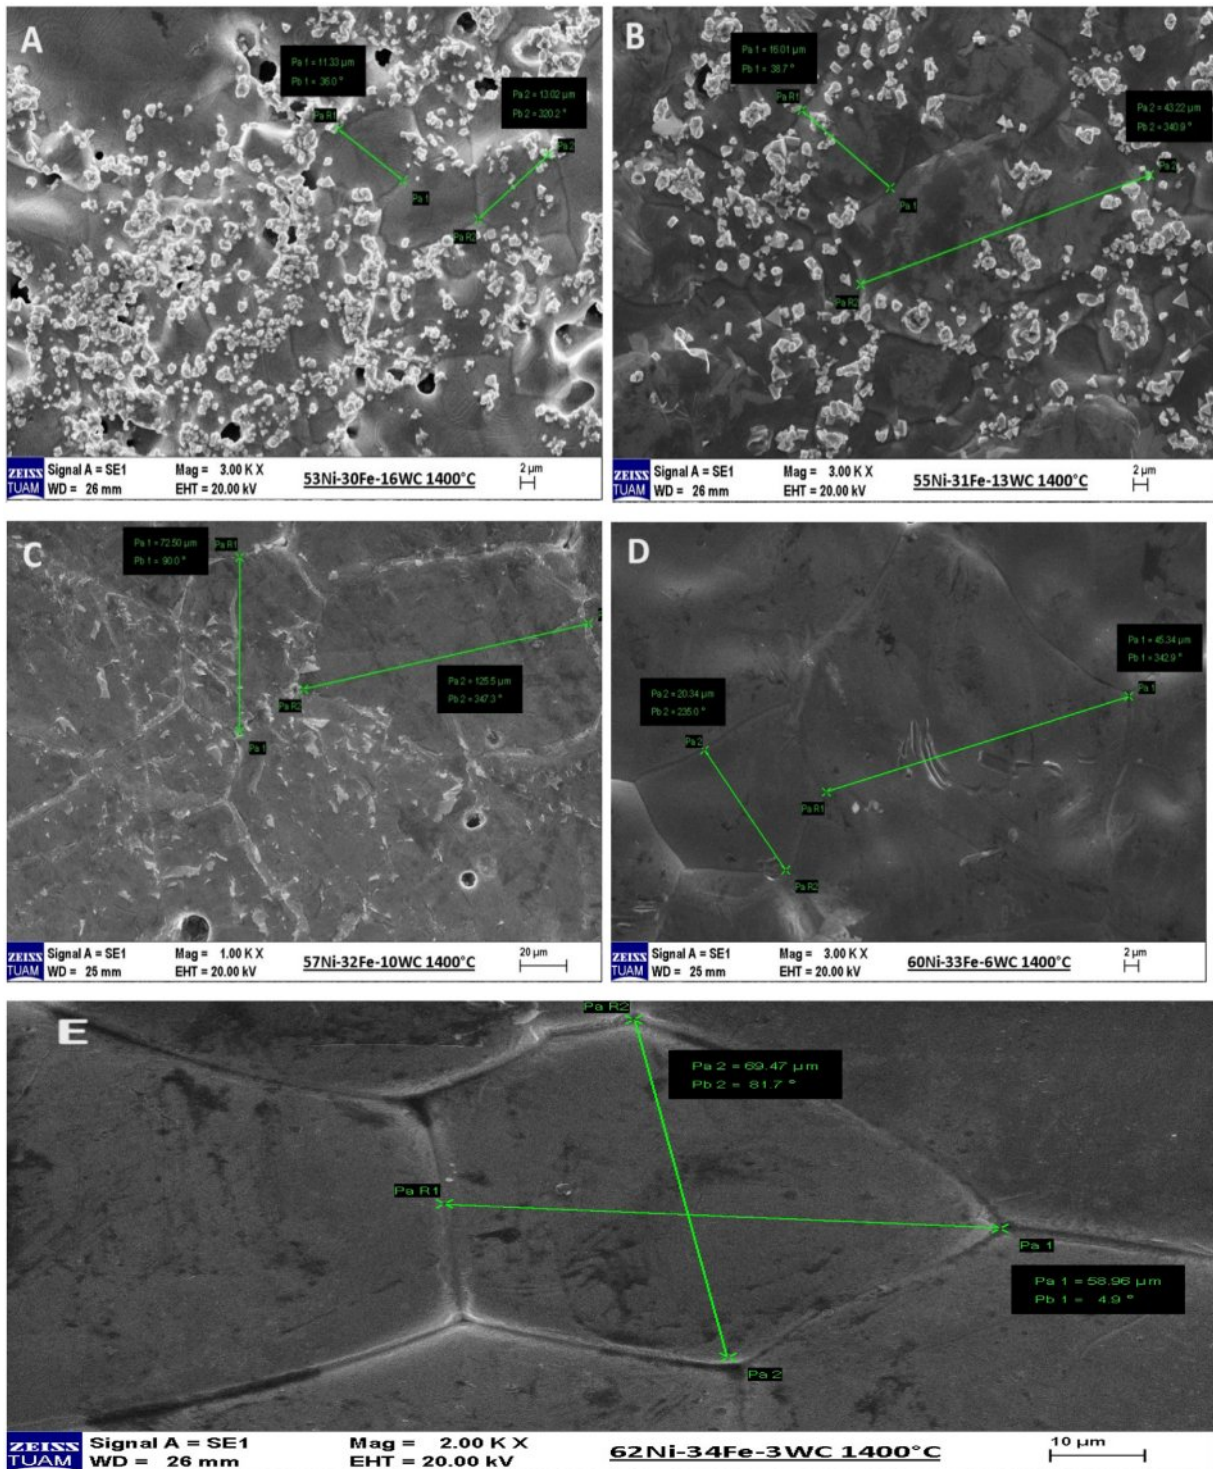 A
Pa 1 = 11.33 µm
Pb 1 = 36.0 °
Pa 2 = 13.02 µm
Pb 2 = 320.2 °
Pa R1
Pa 2
Pa 1
Pa R2
ZEISS
TUAM
Signal A = SE1
WD = 26 mm
Mag = 3.00 K X
EHT = 20.00 kV
53Ni-30Fe-16WC 1400°C
2 µm
B
Pa 1 = 16.01 µm
Pb 1 = 38.7 °
Pa 2 = 43.22 µm
Pb 2 = 340.9 °
Pa R1
Pa 2
Pa 1
Pa R2
ZEISS
TUAM
Signal A = SE1
WD = 26 mm
Mag = 3.00 K X
EHT = 20.00 kV
55Ni-31Fe-13WC 1400°C
2 µm
C
Pa 1 = 72.50 µm
Pb 1 = 90.0 °
Pa R1
Pa 2 = 125.5 µm
Pb 2 = 347.3 °
Pa R2
Pa 1
ZEISS
TUAM
Signal A = SE1
WD = 25 mm
Mag = 1.00 K X
EHT = 20.00 kV
57Ni-32Fe-10WC 1400°C
20 µm
D
Pa 1 = 45.34 µm
Pb 1 = 342.9 °
Pa 2 = 20.34 µm
Pb 2 = 235.0 °
Pa 1
Pa 2
Pa R1
Pa R2
ZEISS
TUAM
Signal A = SE1
WD = 25 mm
Mag = 3.00 K X
EHT = 20.00 kV
60Ni-33Fe-6WC 1400°C
2 µm
E
Pa R2
Pa 2 = 69.47 µm
Pb 2 = 81.7 °
Pa R1
Pa 1
Pa 1 = 58.96 µm
Pb 1 = 4.9 °
Pa 2
ZEISS
TUAM
Signal A = SE1
WD = 26 mm
Mag = 2.00 K X
EHT = 20.00 kV
62Ni-34Fe-3WC 1400°C
10 µm